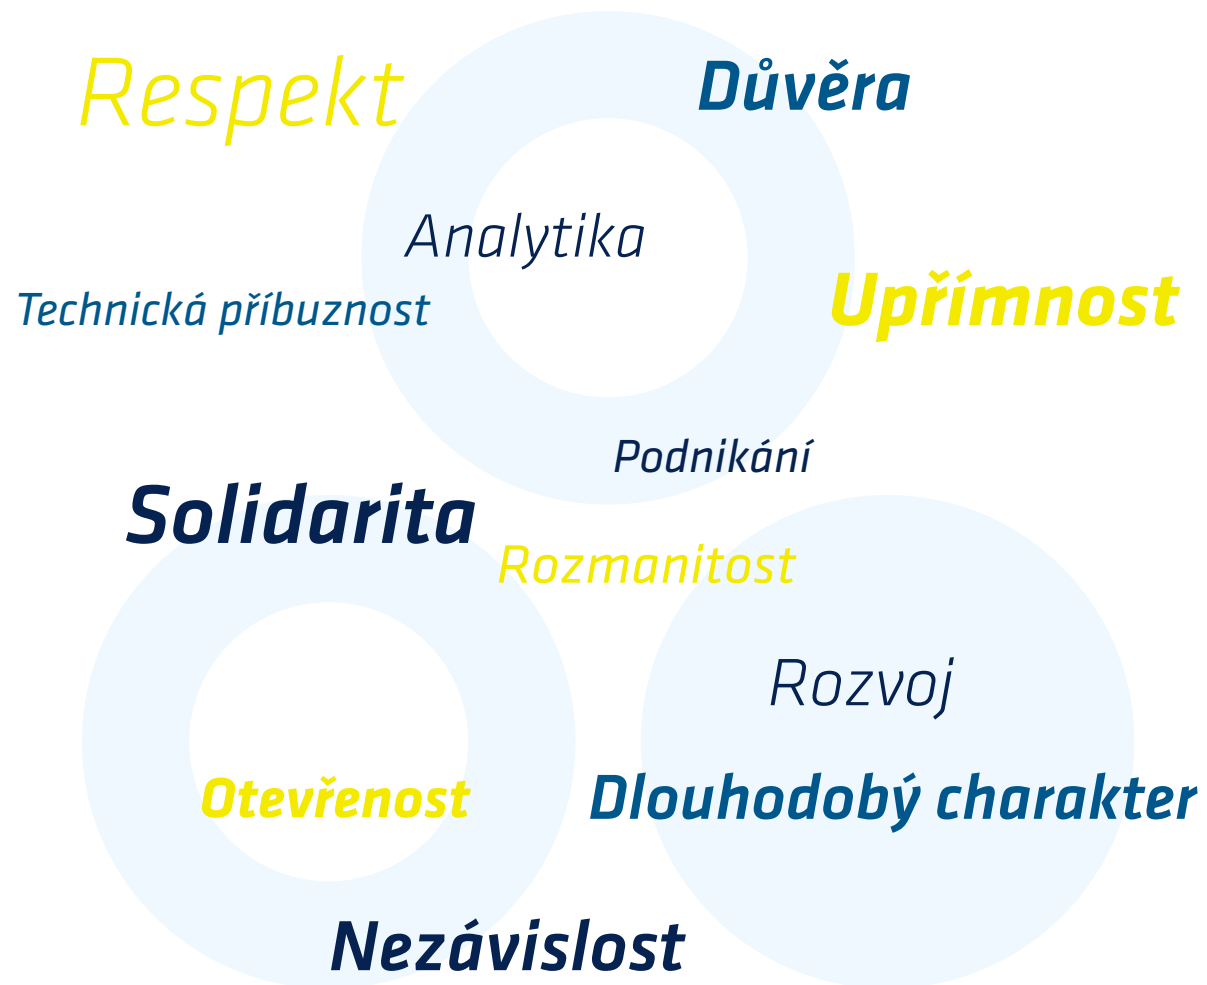 Respekt
Důvěra
Analytika
Technická příbuznost
Upřímnost
Podnikání
Solidarita
Rozmanitost
Rozvoj
Otevřenost
Dlouhodobý charakter
Nezávislost